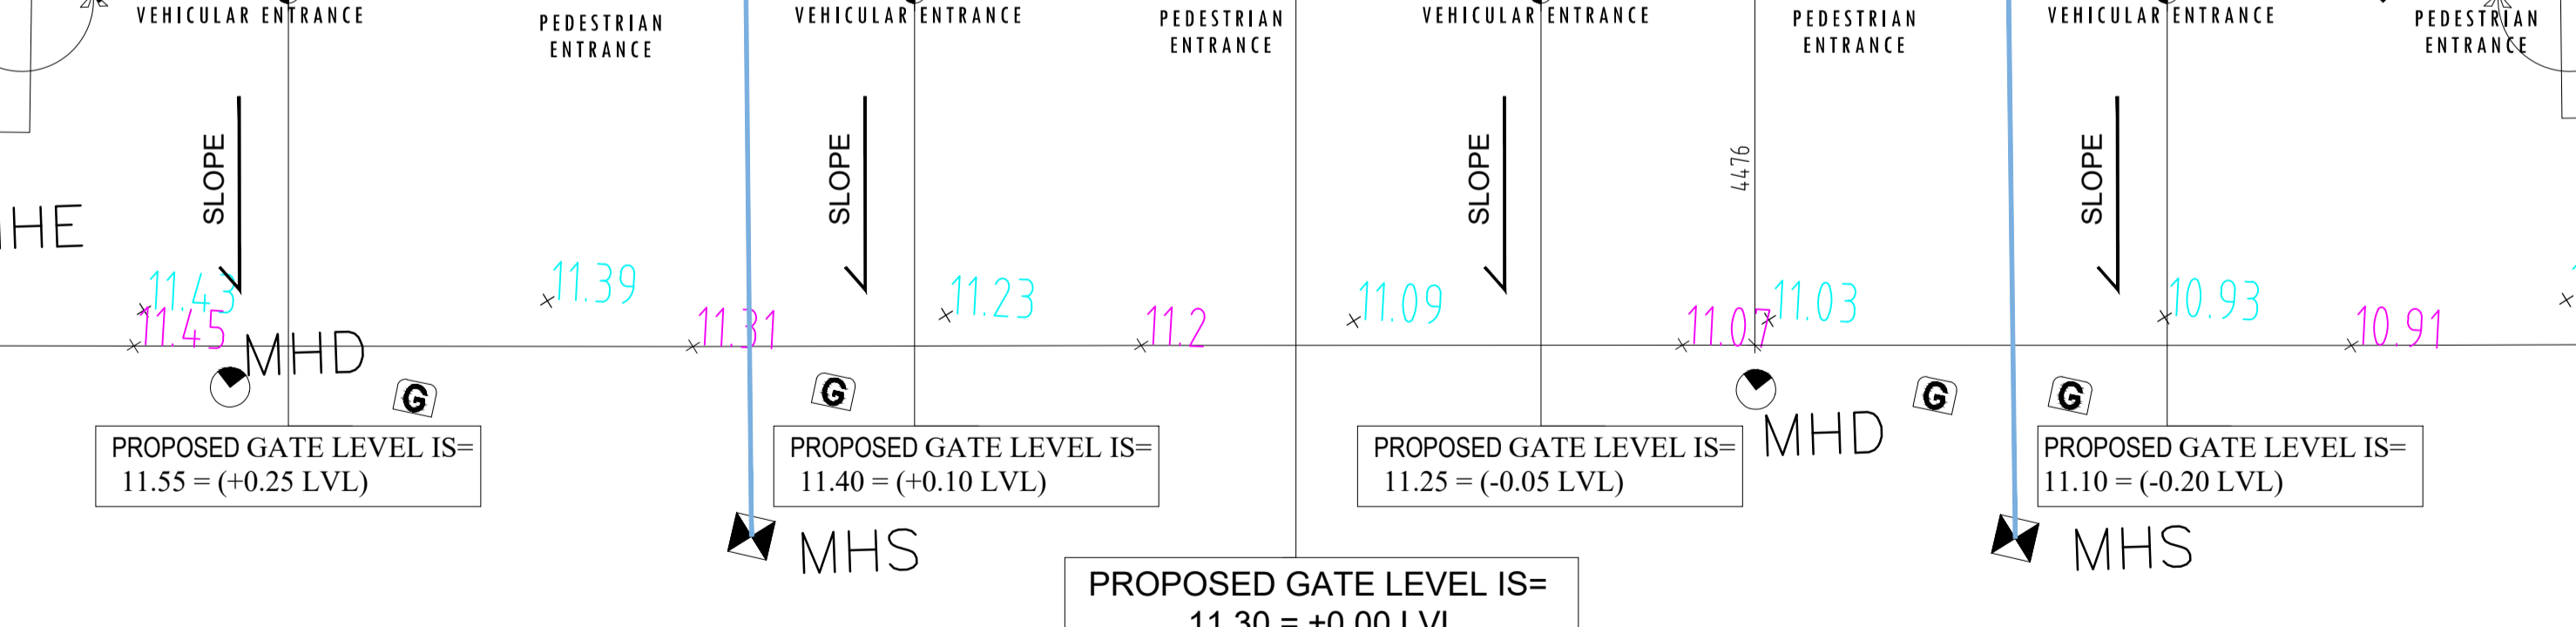 VEHICULAR ENTRANCE
PEDESTRIAN
ENTRANCE
VEHICULAR ENTRANCE
PEDESTRIAN
ENTRANCE
VEHICULAR ENTRANCE
PEDESTRIAN
ENTRANCE
VEHICULAR ENTRANCE
PEDESTRIAN
ENTRANCE
SLOPE
SLOPE
SLOPE
4476
SLOPE
HE
11.43
11.39
11.23
11.09
11.03
10.93
11.45
11.31
11.2
11.07
10.91
MHD
G
G
MHD
G
G
PROPOSED GATE LEVEL IS=
11.55 = (+0.25 LVL)
PROPOSED GATE LEVEL IS=
11.40 = (+0.10 LVL)
PROPOSED GATE LEVEL IS=
11.25 = (-0.05 LVL)
PROPOSED GATE LEVEL IS=
11.10 = (-0.20 LVL)
MHS
MHS
PROPOSED GATE LEVEL IS=
11.30 = +0.00 LVL